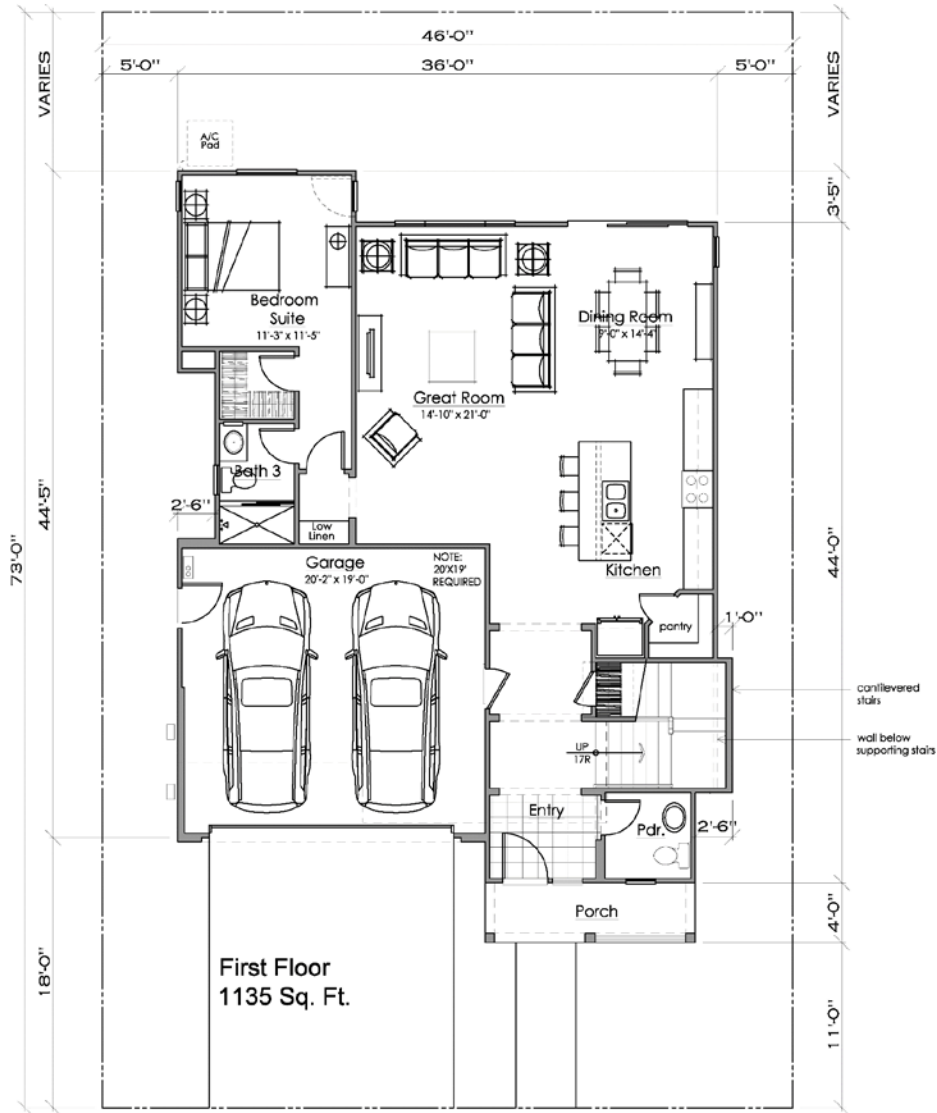 46'-0"
5'-0"
36'-0"
5'-0"
VARIES
VARIES
A/C
Pad
3'-5"
Bedroom
Suite
11'-3" x 11'-5"
Dining Room
9'-0" x 14'-4"
Great Room
14'-10" x 21'-0"
Bath 3
2'-6"
44'-5"
73'-0"
Low
Linen
Garage
20'-2" x 19'-0"
NOTE:
20'X19'
REQUIRED
Kitchen
44'-0"
pantry
1'-0"
cantilevered
stairs
wall below
supporting stairs
UP
17R
Entry
Pdr.
2'-6"
Porch
4'-0"
First Floor
1135 Sq. Ft.
18'-0"
11'-0"